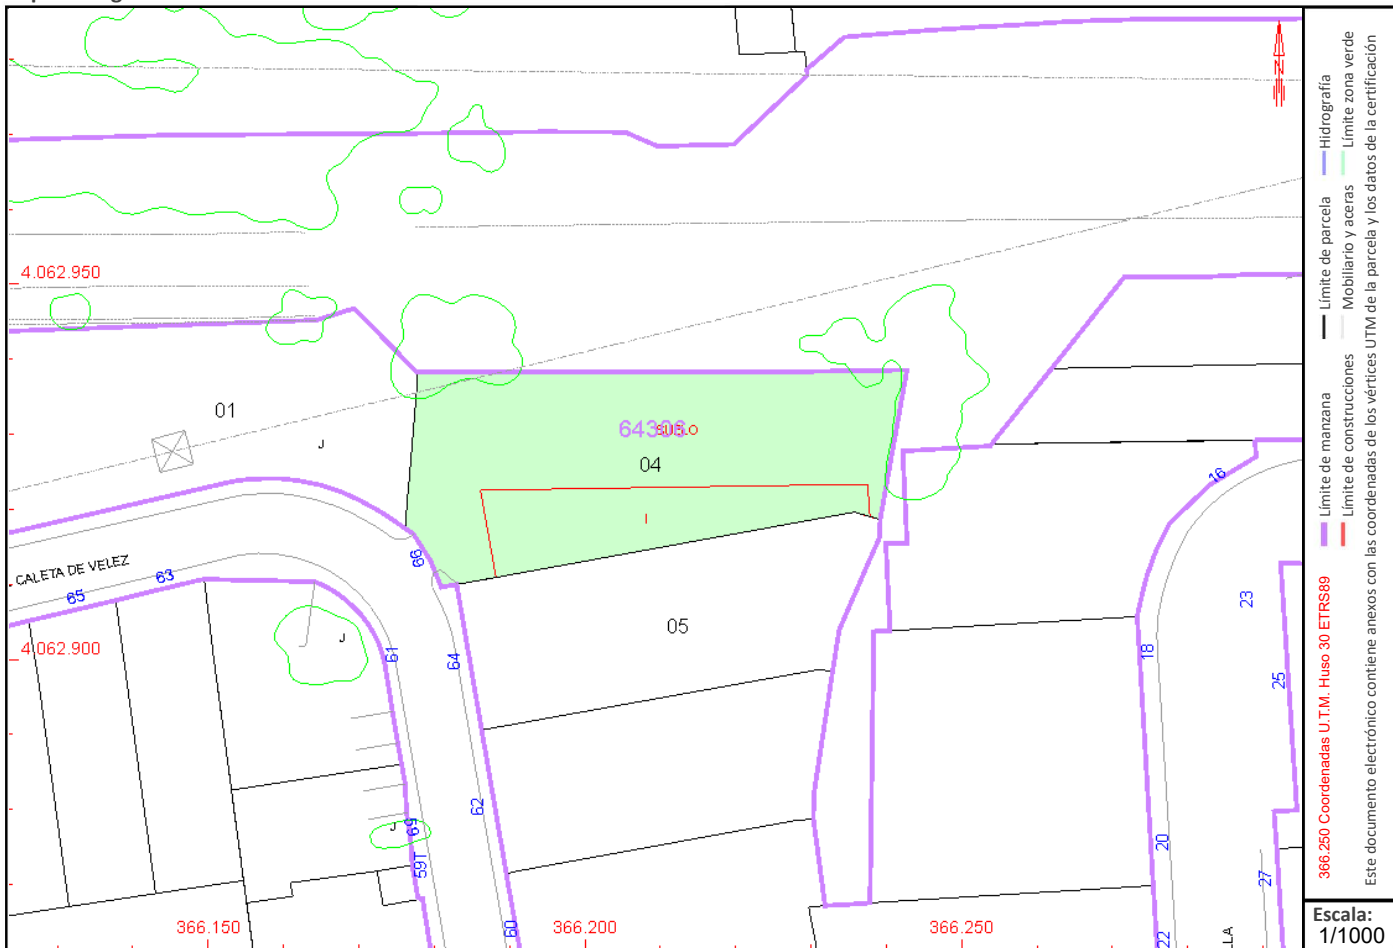 4.062.950
01
J
64306
SUELO
04
I
CALETA DE VELEZ
65
63
66
05
4.062.900
J
61
64
62
J
69
59T
60
16
23
18
25
20
27
22
LA
366.150
366.200
366.250
N
Límite de manzana
Límite de parcela
Hidrografía
Límite de construcciones
Mobiliario y aceras
Límite zona verde
366.250 Coordenadas U.T.M. Huso 30 ETRS89
Este documento electrónico contiene anexos con las coordenadas de los vértices UTM de la parcela y los datos de la certificación
Escala:
1/1000